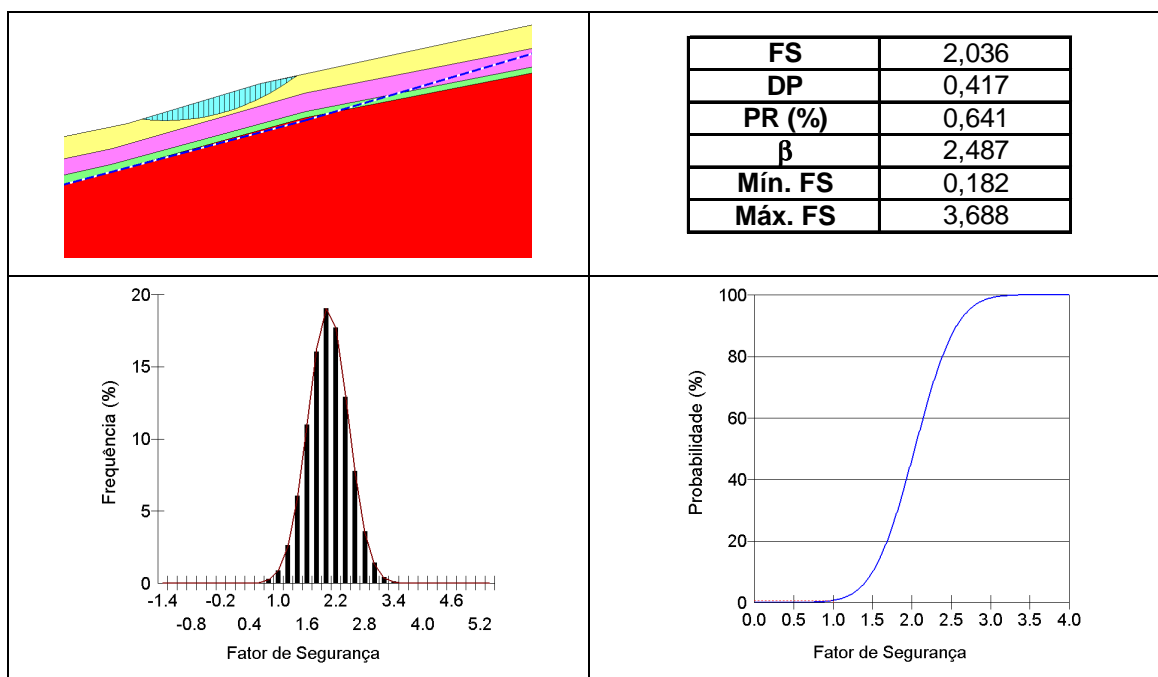 FS 2,036
DP 0,417
PR (%) 0,641
β 2,487
Mín. FS 0,182
Máx. FS 3,688
20
15
10
5
0
Frequência (%)
-1.4 -0.2 1.0 2.2 3.4 4.6
-0.8 0.4 1.6 2.8 4.0 5.2
Fator de Segurança
100
80
60
40
20
0
Probabilidade (%)
0.0 0.5 1.0 1.5 2.0 2.5 3.0 3.5 4.0
Fator de Segurança